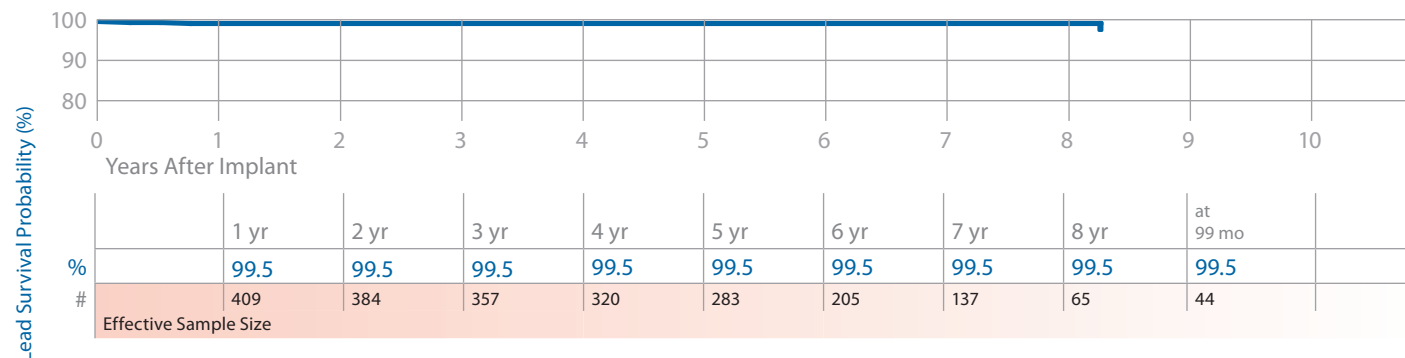 100
90
80
Lead Survival Probability (%)
0 1 2 3 4 5 6 7 8 9 10
Years After Implant
1 yr 2 yr 3 yr 4 yr 5 yr 6 yr 7 yr 8 yr at 99 mo
% 99.5 99.5 99.5 99.5 99.5 99.5 99.5 99.5 99.5
# 409 384 357 320 283 205 137 65 44
Effective Sample Size